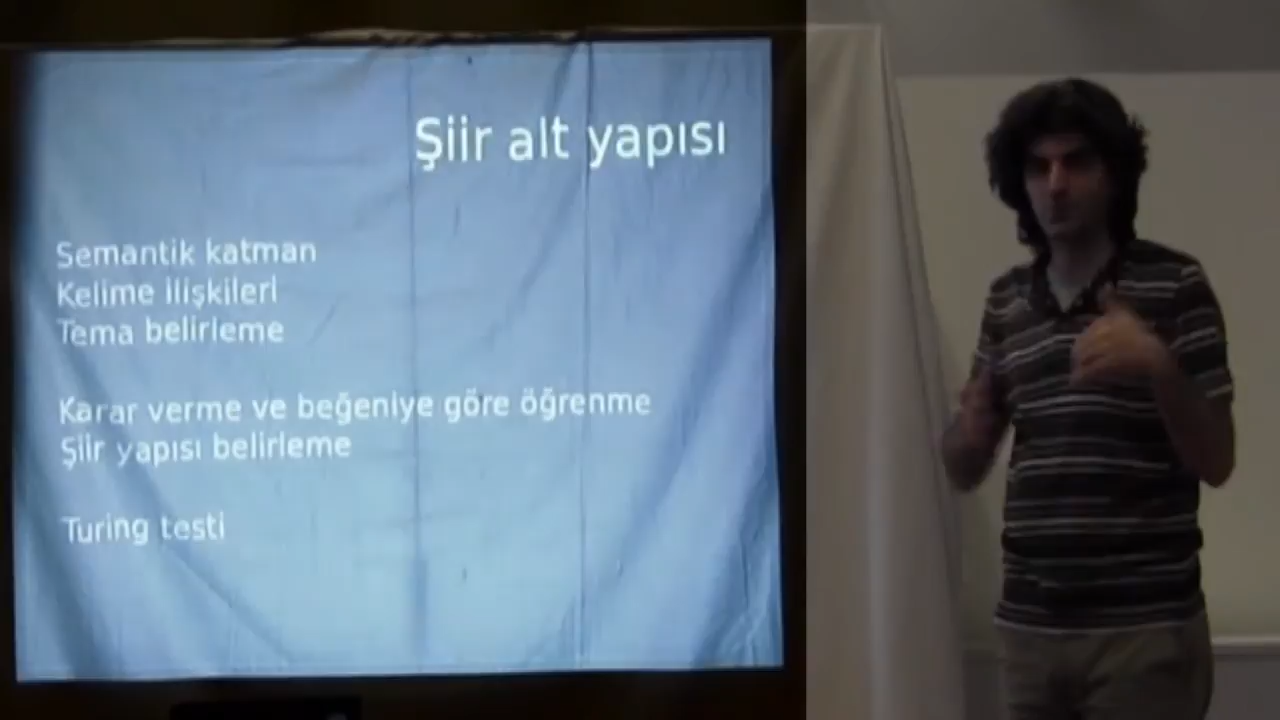 Şiir alt yapısı
Semantik katman
Kelime ilişkileri
Tema belirleme
Karar verme ve beğeniye göre öğrenme
Şiir yapısı belirleme
Turing testi